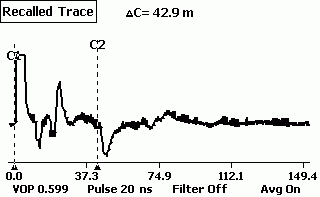 Recalled Trace
ΔC= 42.9 m
C1 C2
0.0 37.3 74.9 112.1 149.4
VOP 0.599 Pulse 20 ns Filter Off Avg On